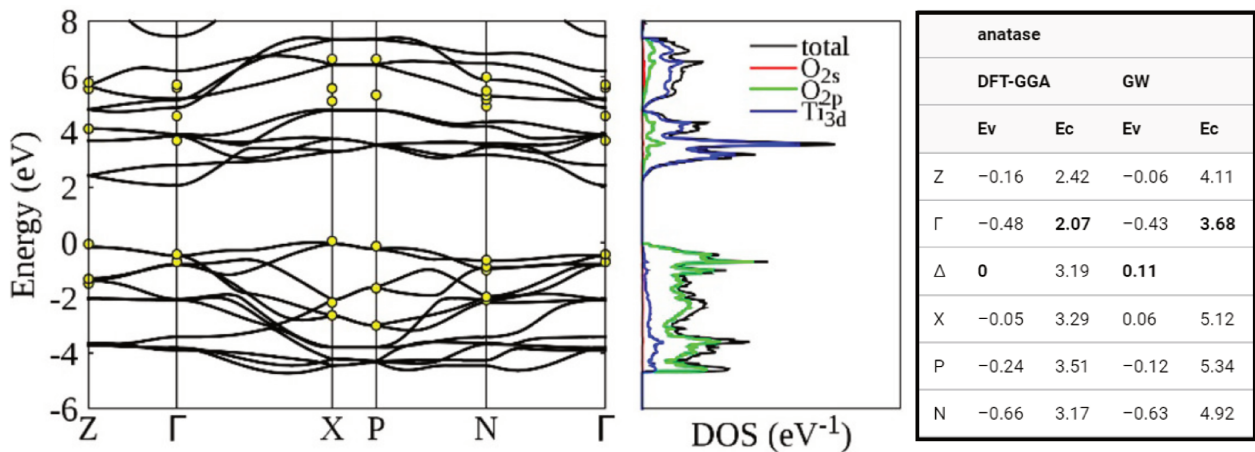 8
6
4
2
0
-2
-4
-6
Energy (eV)
Z Γ X P N Γ
total
O2s
O2p
Ti3d
DOS (eV-1)
anatase
DFT-GGA GW
Ev Ec Ev Ec
Z −0.16 2.42 −0.06 4.11
Γ −0.48 2.07 −0.43 3.68
Δ 0 3.19 0.11
X −0.05 3.29 0.06 5.12
P −0.24 3.51 −0.12 5.34
N −0.66 3.17 −0.63 4.92